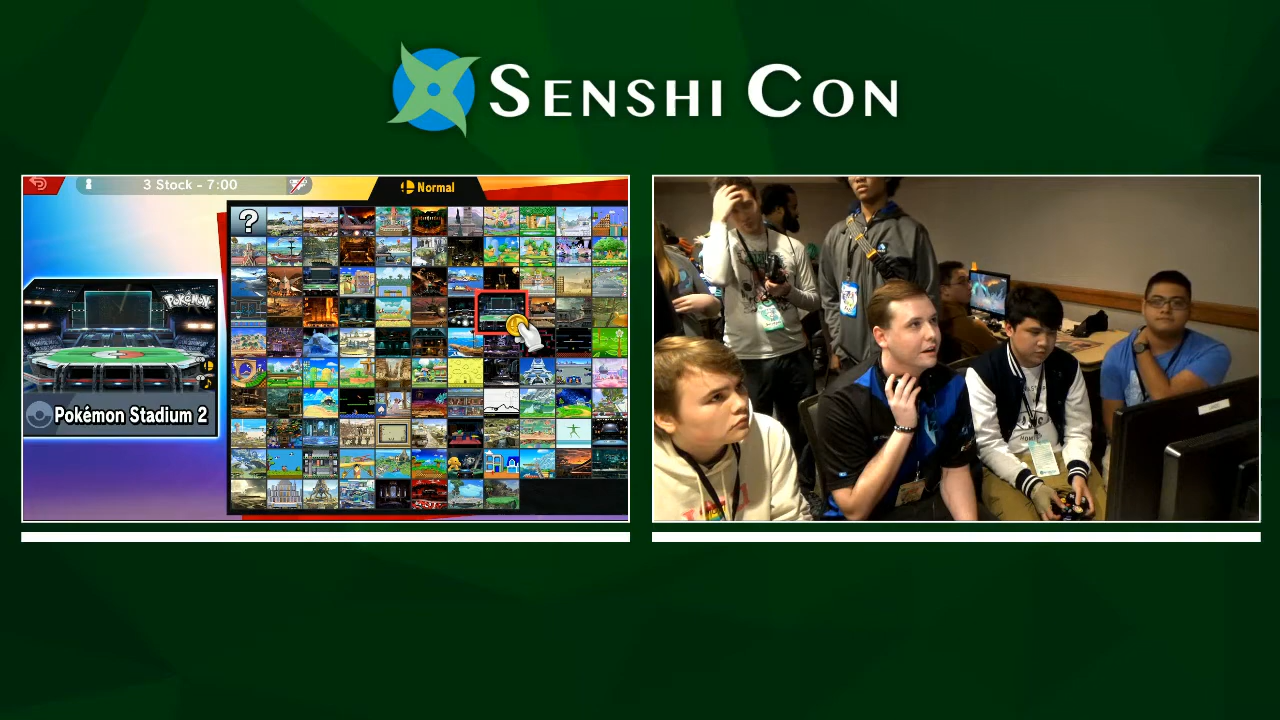 SENSHI CON
3 Stock - 7:00
Normal
?
POKéMON
Pokémon Stadium 2